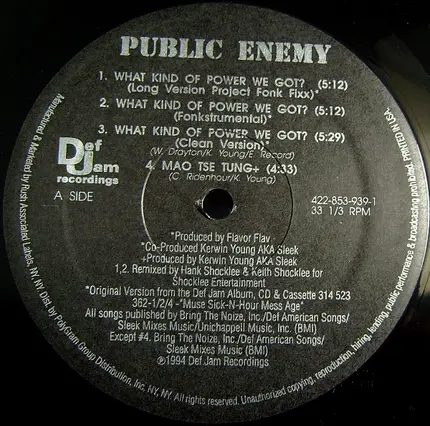 PUBLIC ENEMY
1. WHAT KIND OF POWER WE GOT? (5:12)
(Long Version Project Fonk Fixx)*
2. WHAT KIND OF POWER WE GOT? (5:12)
(Fonkstrumental)*
3. WHAT KIND OF POWER WE GOT? (5:29)
(Clean Version)*
(W. Drayton/K. Young/E. Record)
4. MAO TSE TUNG+ (4:33)
(C. Ridenhour/K. Young)
Def
Jam
recordings
A SIDE
422-853-939-1
33 1/3 RPM
*Produced by Flavor Flav
*Co-Produced Kerwin Young AKA Sleek
+Produced by Kerwin Young AKA Sleek
1,2. Remixed by Hank Shocklee & Keith Shocklee for
Shocklee Entertainment
*Original Version from the Def Jam Album, CD & Cassette 314 523
362-1/2/4 - "Muse Sick-N-Hour Mess Age"
All songs published by Bring The Noize, Inc./Def American Songs/
Sleek Mixes Music/Unichappell Music, Inc. (BMI)
Except #4. Bring The Noize, Inc./Def American Songs/
Sleek Mixes Music (BMI)
℗1994 Def Jam Recordings
Manufactured & Marketed by Rush Associated Labels, NY, NY. Dist. by PolyGram Group Distribution, Inc. NY, NY. All rights reserved. Unauthorized copying, reproduction, hiring, lending, public performance & broadcasting prohibited. PRINTED IN USA.